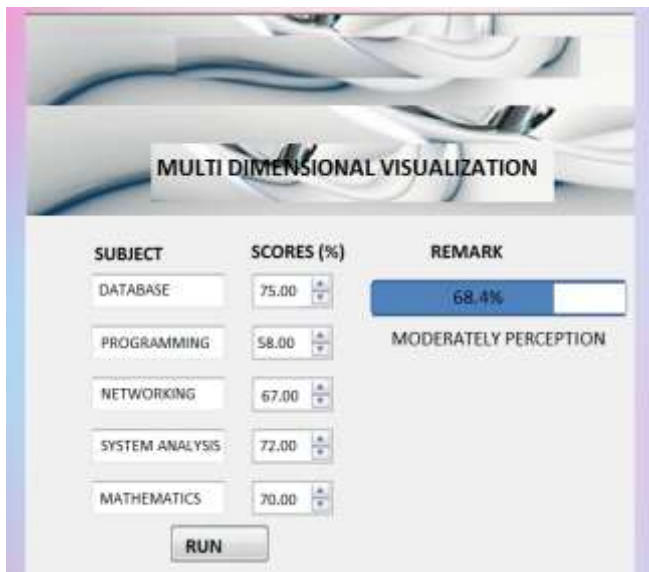 MULTI DIMENSIONAL VISUALIZATION
SUBJECT SCORES (%) REMARK
DATABASE 75.00 68.4%
PROGRAMMING 58.00 MODERATELY PERCEPTION
NETWORKING 67.00
SYSTEM ANALYSIS 72.00
MATHEMATICS 70.00
RUN